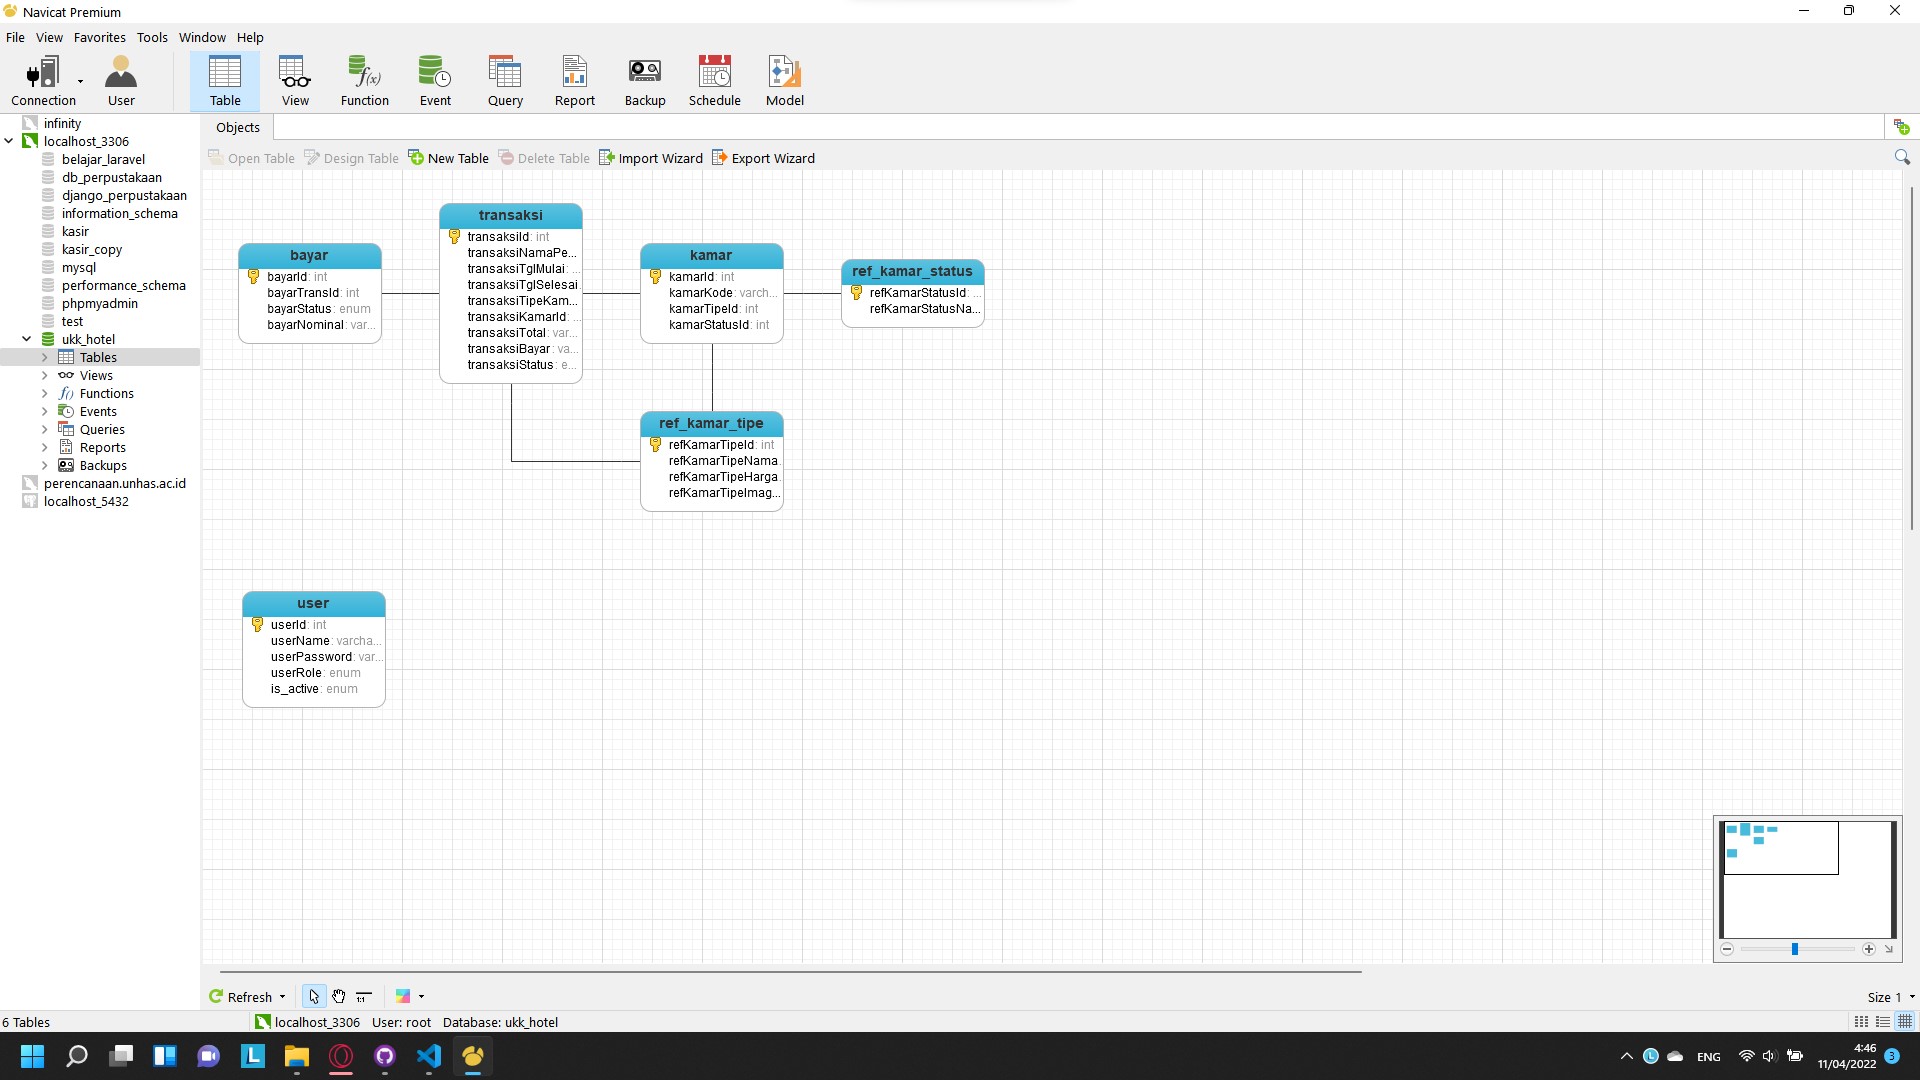 Navicat Premium
File View Favorites Tools Window Help
Connection User Table View Function Event Query Report Backup Schedule Model
infinity
localhost_3306
belajar_laravel
db_perpustakaan
django_perpustakaan
information_schema
kasir
kasir_copy
mysql
performance_schema
phpmyadmin
test
ukk_hotel
Tables
Views
Functions
Events
Queries
Reports
Backups
perencanaan.unhas.ac.id
localhost_5432
Objects
Open Table Design Table New Table Delete Table Import Wizard Export Wizard
bayar
bayarId: int
bayarTransId: int
bayarStatus: enum
bayarNominal: var...
transaksi
transaksiId: int
transaksiNamaPe...
transaksiTglMulai: ...
transaksiTglSelesai
transaksiTipeKam...
transaksiKamarId: ...
transaksiTotal: var...
transaksiBayar: va...
transaksiStatus: e...
kamar
kamarId: int
kamarKode: varch...
kamarTipeId: int
kamarStatusId: int
ref_kamar_status
refKamarStatusId: ...
refKamarStatusNa...
ref_kamar_tipe
refKamarTipeId: int
refKamarTipeNama
refKamarTipeHarga
refKamarTipeImag...
user
userId: int
userName: varcha...
userPassword: var...
userRole: enum
is_active: enum
Refresh
1:1
Size 1
6 Tables
localhost_3306 User: root Database: ukk_hotel
ENG
4:46
11/04/2022
3